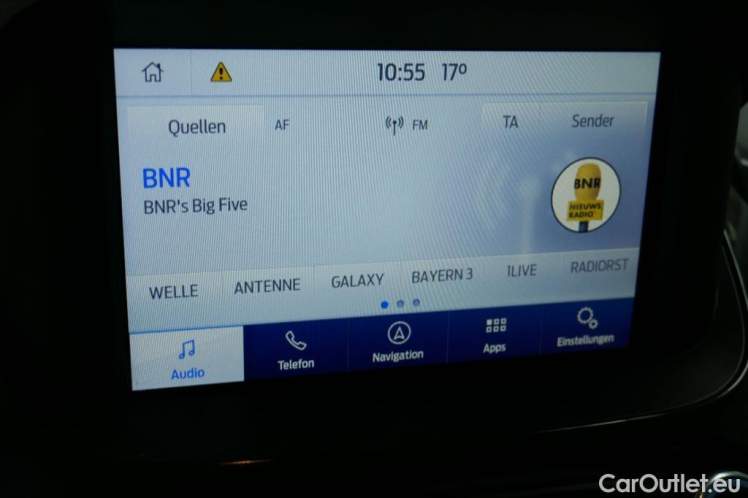 10:55 17º
Quellen AF FM TA Sender
BNR
BNR's Big Five
BNR
NIEUWS
RADIO
WELLE ANTENNE GALAXY BAYERN 3 1LIVE RADIORST
Audio Telefon Navigation Apps Einstellungen
CarOutlet.eu